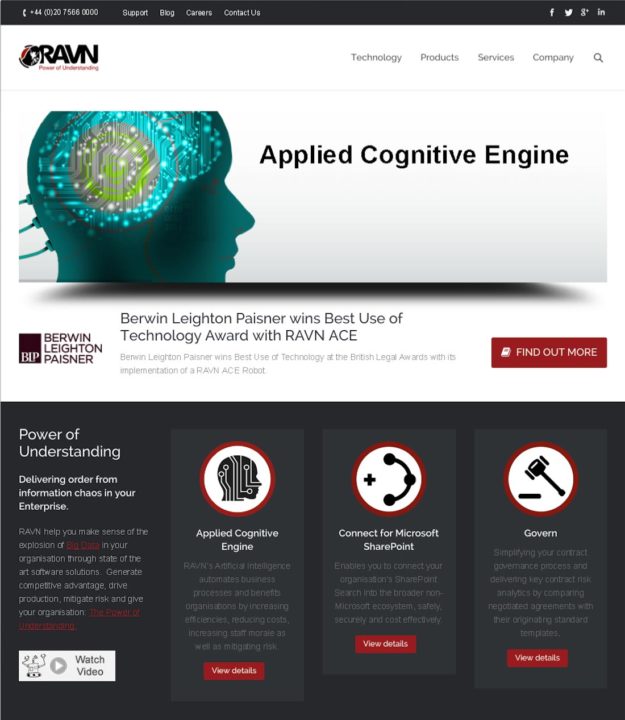 +44 (0)20 7566 0000 Support Blog Careers Contact Us
RAVN
Power of Understanding
Technology Products Services Company
Applied Cognitive Engine
BLP BERWIN
LEIGHTON
PAISNER
Berwin Leighton Paisner wins Best Use of
Technology Award with RAVN ACE
Berwin Leighton Paisner wins Best Use of Technology at the British Legal Awards with its
implementation of a RAVN ACE Robot.
FIND OUT MORE
Power of
Understanding
Delivering order from
information chaos in your
Enterprise.
RAVN help you make sense of the
explosion of Big Data in your
organisation through state of the
art software solutions. Generate
competitive advantage, drive
production, mitigate risk and give
your organisation: The Power of
Understanding.
Watch
Video
Applied Cognitive
Engine
RAVN's Artificial Intelligence
automates business
processes and benefits
organisations by increasing
efficiencies, reducing costs,
increasing staff morale as
well as mitigating risk.
View details
Connect for Microsoft
SharePoint
Enables you to connect your
organisation's SharePoint
Search into the broader non-
Microsoft ecosystem, safely,
securely and cost effectively.
View details
Govern
Simplifying your contract
governance process and
delivering key contract risk
analytics by comparing
negotiated agreements with
their originating standard
templates.
View details